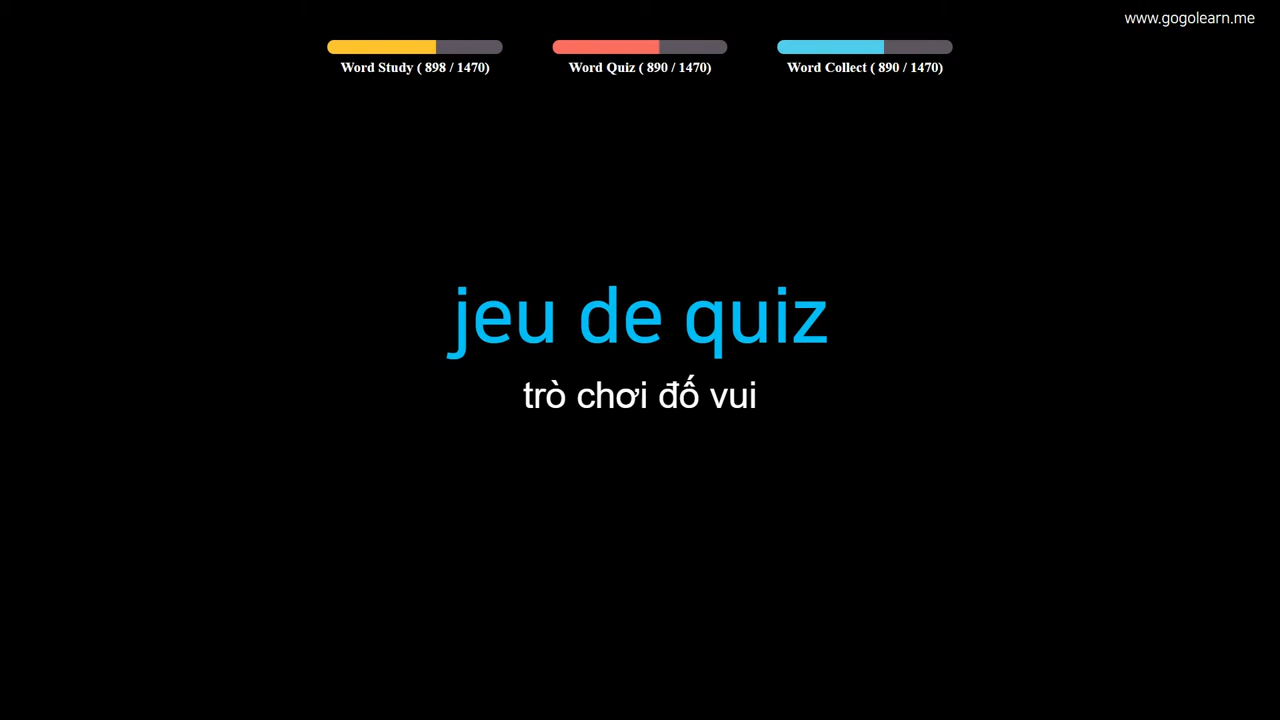 www.gogolearn.me
Word Study ( 898 / 1470)
Word Quiz ( 890 / 1470)
Word Collect ( 890 / 1470)
jeu de quiz
trò chơi đố vui